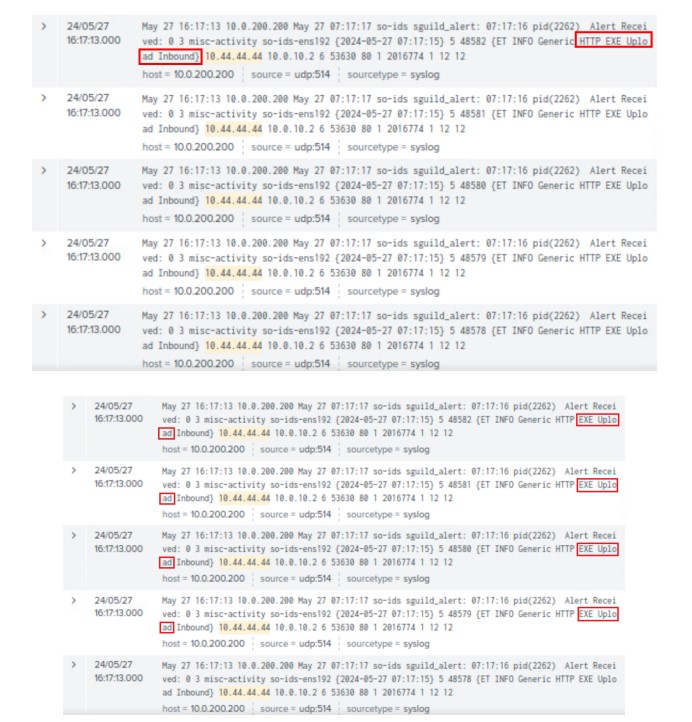 > 24/05/27 May 27 16:17:13 10.0.200.200 May 27 07:17:17 so-ids sguild_alert: 07:17:16 pid(2262)  Alert Recei
16:17:13.000 ved: 0 3 misc-activity so-ids-ens192 {2024-05-27 07:17:15} 5 48582 {ET INFO Generic HTTP EXE Uplo
ad Inbound} 10.44.44.44 10.0.10.2 6 53630 80 1 2016774 1 12 12
host = 10.0.200.200 source = udp:514 sourcetype = syslog
> 24/05/27 May 27 16:17:13 10.0.200.200 May 27 07:17:17 so-ids sguild_alert: 07:17:16 pid(2262)  Alert Recei
16:17:13.000 ved: 0 3 misc-activity so-ids-ens192 {2024-05-27 07:17:15} 5 48581 {ET INFO Generic HTTP EXE Uplo
ad Inbound} 10.44.44.44 10.0.10.2 6 53630 80 1 2016774 1 12 12
host = 10.0.200.200 source = udp:514 sourcetype = syslog
> 24/05/27 May 27 16:17:13 10.0.200.200 May 27 07:17:17 so-ids sguild_alert: 07:17:16 pid(2262)  Alert Recei
16:17:13.000 ved: 0 3 misc-activity so-ids-ens192 {2024-05-27 07:17:15} 5 48580 {ET INFO Generic HTTP EXE Uplo
ad Inbound} 10.44.44.44 10.0.10.2 6 53630 80 1 2016774 1 12 12
host = 10.0.200.200 source = udp:514 sourcetype = syslog
> 24/05/27 May 27 16:17:13 10.0.200.200 May 27 07:17:17 so-ids sguild_alert: 07:17:16 pid(2262)  Alert Recei
16:17:13.000 ved: 0 3 misc-activity so-ids-ens192 {2024-05-27 07:17:15} 5 48579 {ET INFO Generic HTTP EXE Uplo
ad Inbound} 10.44.44.44 10.0.10.2 6 53630 80 1 2016774 1 12 12
host = 10.0.200.200 source = udp:514 sourcetype = syslog
> 24/05/27 May 27 16:17:13 10.0.200.200 May 27 07:17:17 so-ids sguild_alert: 07:17:16 pid(2262)  Alert Recei
16:17:13.000 ved: 0 3 misc-activity so-ids-ens192 {2024-05-27 07:17:15} 5 48578 {ET INFO Generic HTTP EXE Uplo
ad Inbound} 10.44.44.44 10.0.10.2 6 53630 80 1 2016774 1 12 12
host = 10.0.200.200 source = udp:514 sourcetype = syslog
> 24/05/27 May 27 16:17:13 10.0.200.200 May 27 07:17:17 so-ids sguild_alert: 07:17:16 pid(2262)  Alert Recei
16:17:13.000 ved: 0 3 misc-activity so-ids-ens192 {2024-05-27 07:17:15} 5 48582 {ET INFO Generic HTTP EXE Uplo
ad Inbound} 10.44.44.44 10.0.10.2 6 53630 80 1 2016774 1 12 12
host = 10.0.200.200 source = udp:514 sourcetype = syslog
> 24/05/27 May 27 16:17:13 10.0.200.200 May 27 07:17:17 so-ids sguild_alert: 07:17:16 pid(2262)  Alert Recei
16:17:13.000 ved: 0 3 misc-activity so-ids-ens192 {2024-05-27 07:17:15} 5 48581 {ET INFO Generic HTTP EXE Uplo
ad Inbound} 10.44.44.44 10.0.10.2 6 53630 80 1 2016774 1 12 12
host = 10.0.200.200 source = udp:514 sourcetype = syslog
> 24/05/27 May 27 16:17:13 10.0.200.200 May 27 07:17:17 so-ids sguild_alert: 07:17:16 pid(2262)  Alert Recei
16:17:13.000 ved: 0 3 misc-activity so-ids-ens192 {2024-05-27 07:17:15} 5 48580 {ET INFO Generic HTTP EXE Uplo
ad Inbound} 10.44.44.44 10.0.10.2 6 53630 80 1 2016774 1 12 12
host = 10.0.200.200 source = udp:514 sourcetype = syslog
> 24/05/27 May 27 16:17:13 10.0.200.200 May 27 07:17:17 so-ids sguild_alert: 07:17:16 pid(2262)  Alert Recei
16:17:13.000 ved: 0 3 misc-activity so-ids-ens192 {2024-05-27 07:17:15} 5 48579 {ET INFO Generic HTTP EXE Uplo
ad Inbound} 10.44.44.44 10.0.10.2 6 53630 80 1 2016774 1 12 12
host = 10.0.200.200 source = udp:514 sourcetype = syslog
> 24/05/27 May 27 16:17:13 10.0.200.200 May 27 07:17:17 so-ids sguild_alert: 07:17:16 pid(2262)  Alert Recei
16:17:13.000 ved: 0 3 misc-activity so-ids-ens192 {2024-05-27 07:17:15} 5 48578 {ET INFO Generic HTTP EXE Uplo
ad Inbound} 10.44.44.44 10.0.10.2 6 53630 80 1 2016774 1 12 12
host = 10.0.200.200 source = udp:514 sourcetype = syslog